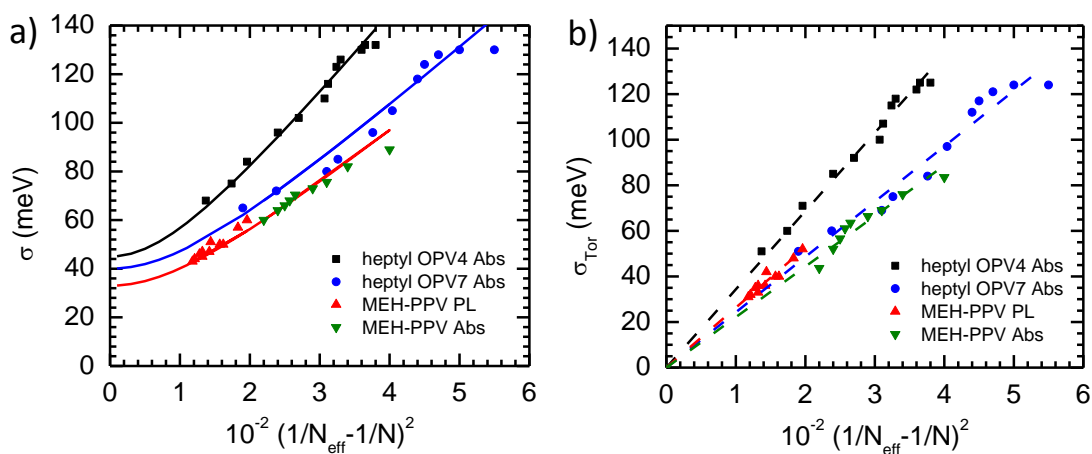 a)
σ (meV)
140
120
100
80
60
40
20
0
0 1 2 3 4 5 6
10⁻² (1/N_eff-1/N)²
heptyl OPV4 Abs
heptyl OPV7 Abs
MEH-PPV PL
MEH-PPV Abs
b)
σ_Tor (meV)
140
120
100
80
60
40
20
0
0 1 2 3 4 5 6
10⁻² (1/N_eff-1/N)²
heptyl OPV4 Abs
heptyl OPV7 Abs
MEH-PPV PL
MEH-PPV Abs